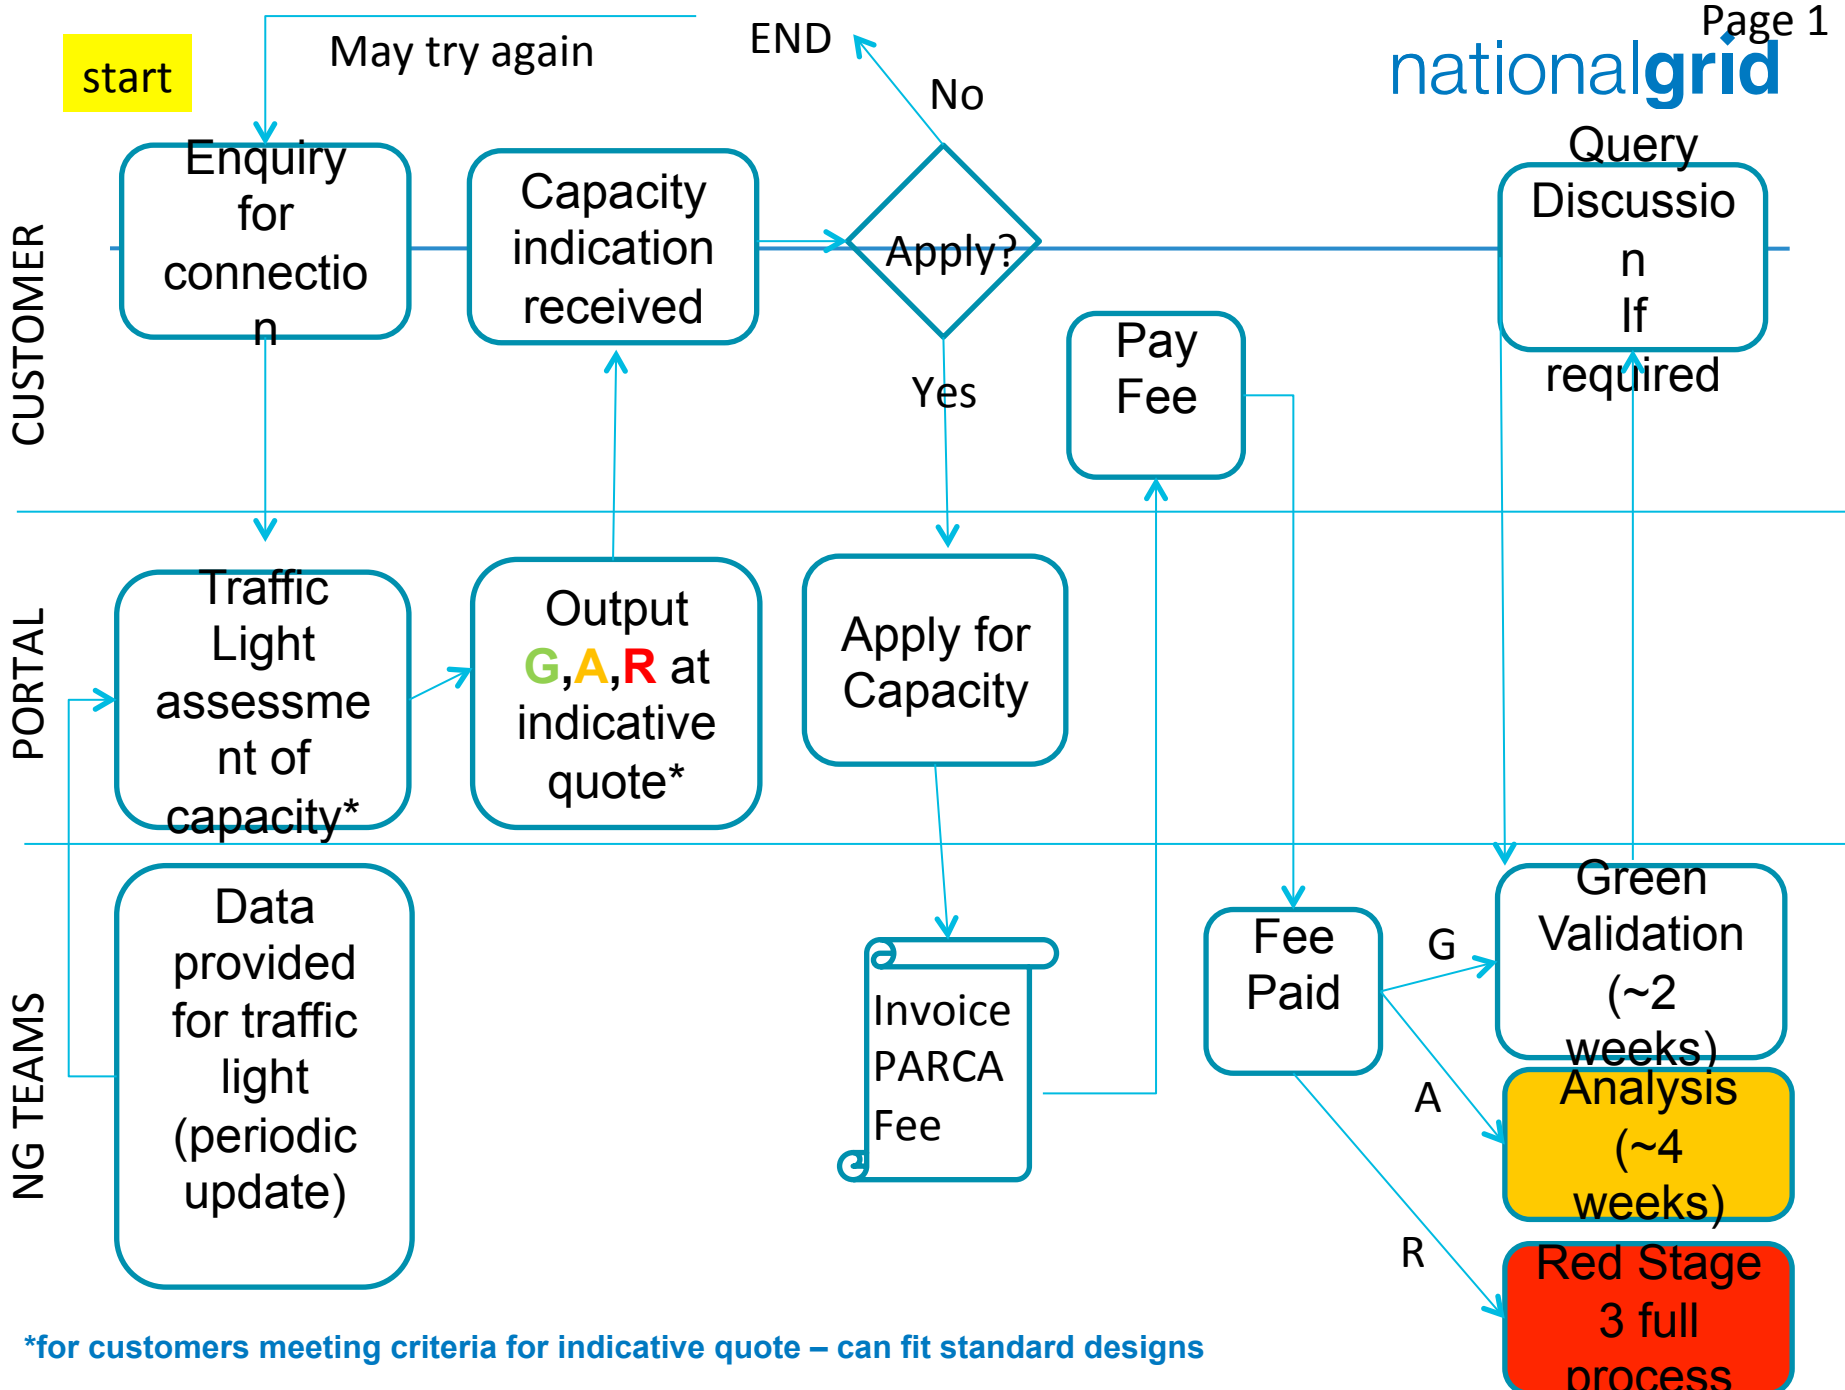 Page 1
nationalgrid
start
May try again
END
No
CUSTOMER
Enquiry
for
connectio
n
Capacity
indication
received
Apply?
Yes
Pay
Fee
Query
Discussio
n
If
required
PORTAL
Traffic
Light
assessme
nt of
capacity*
Output
G,A,R at
indicative
quote*
Apply for
Capacity
NG TEAMS
Data
provided
for traffic
light
(periodic
update)
Invoice
PARCA
Fee
Fee
Paid
G
A
R
Green
Validation
(~2
weeks)
Analysis
(~4
weeks)
Red Stage
3 full
process
*for customers meeting criteria for indicative quote – can fit standard designs